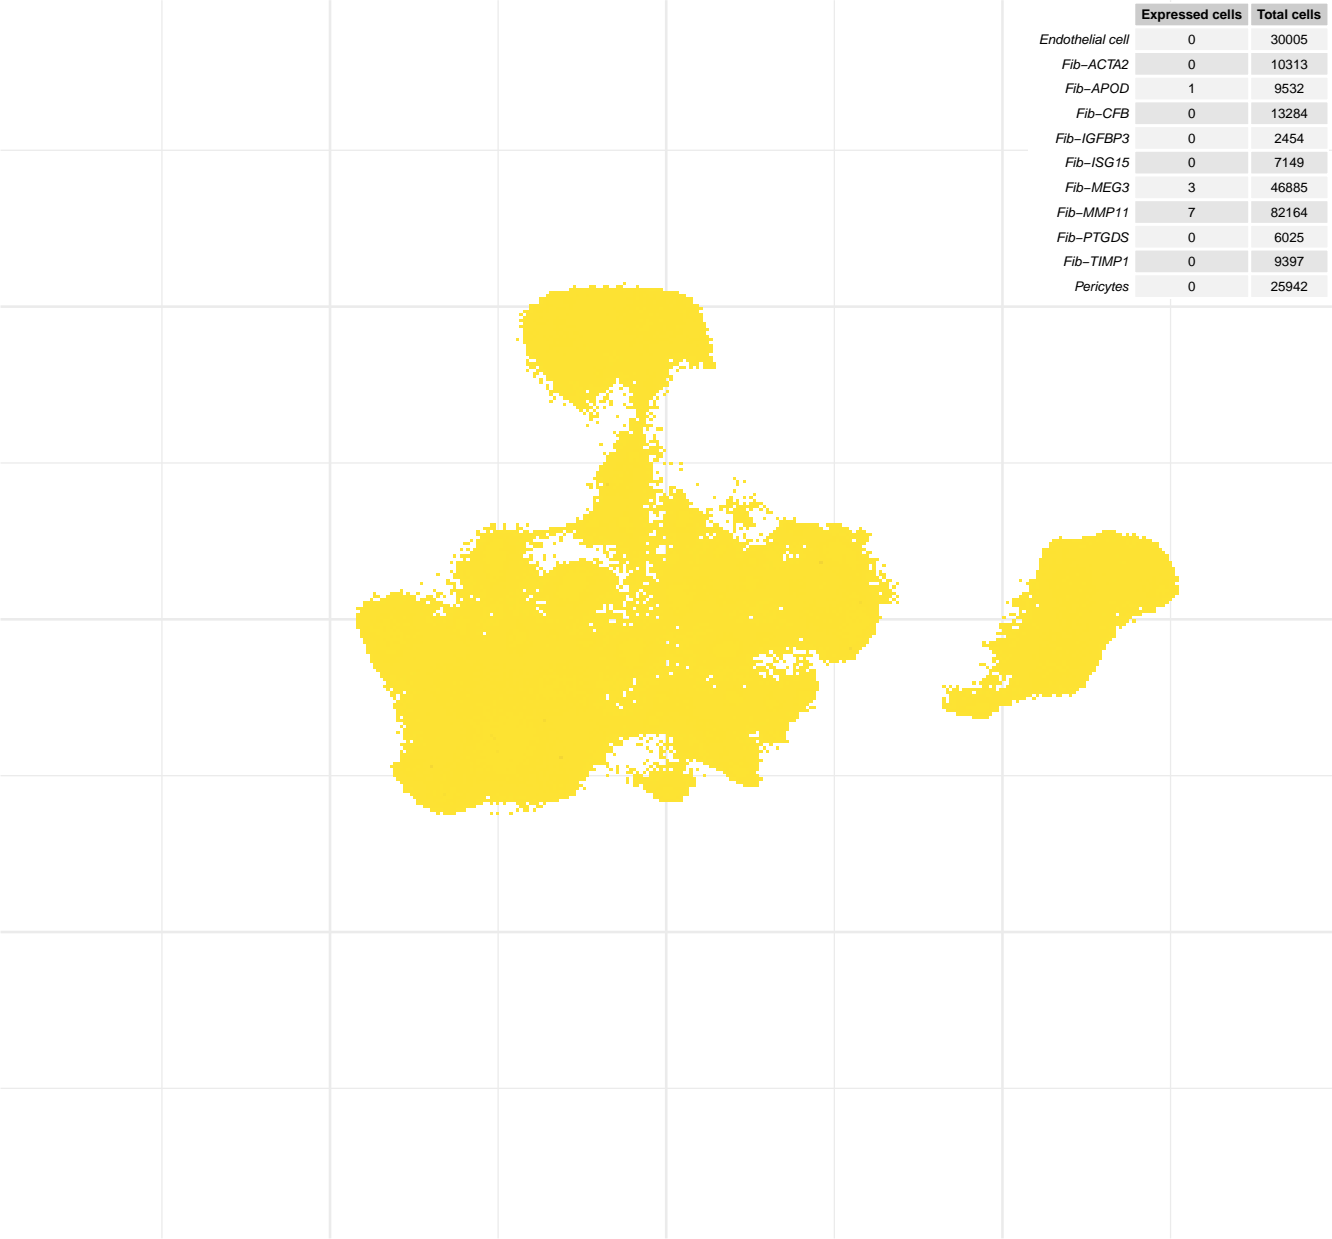 Expressed cells Total cells
Endothelial cell 0 30005
Fib−ACTA2 0 10313
Fib−APOD 1 9532
Fib−CFB 0 13284
Fib−IGFBP3 0 2454
Fib−ISG15 0 7149
Fib−MEG3 3 46885
Fib−MMP11 7 82164
Fib−PTGDS 0 6025
Fib−TIMP1 0 9397
Pericytes 0 25942